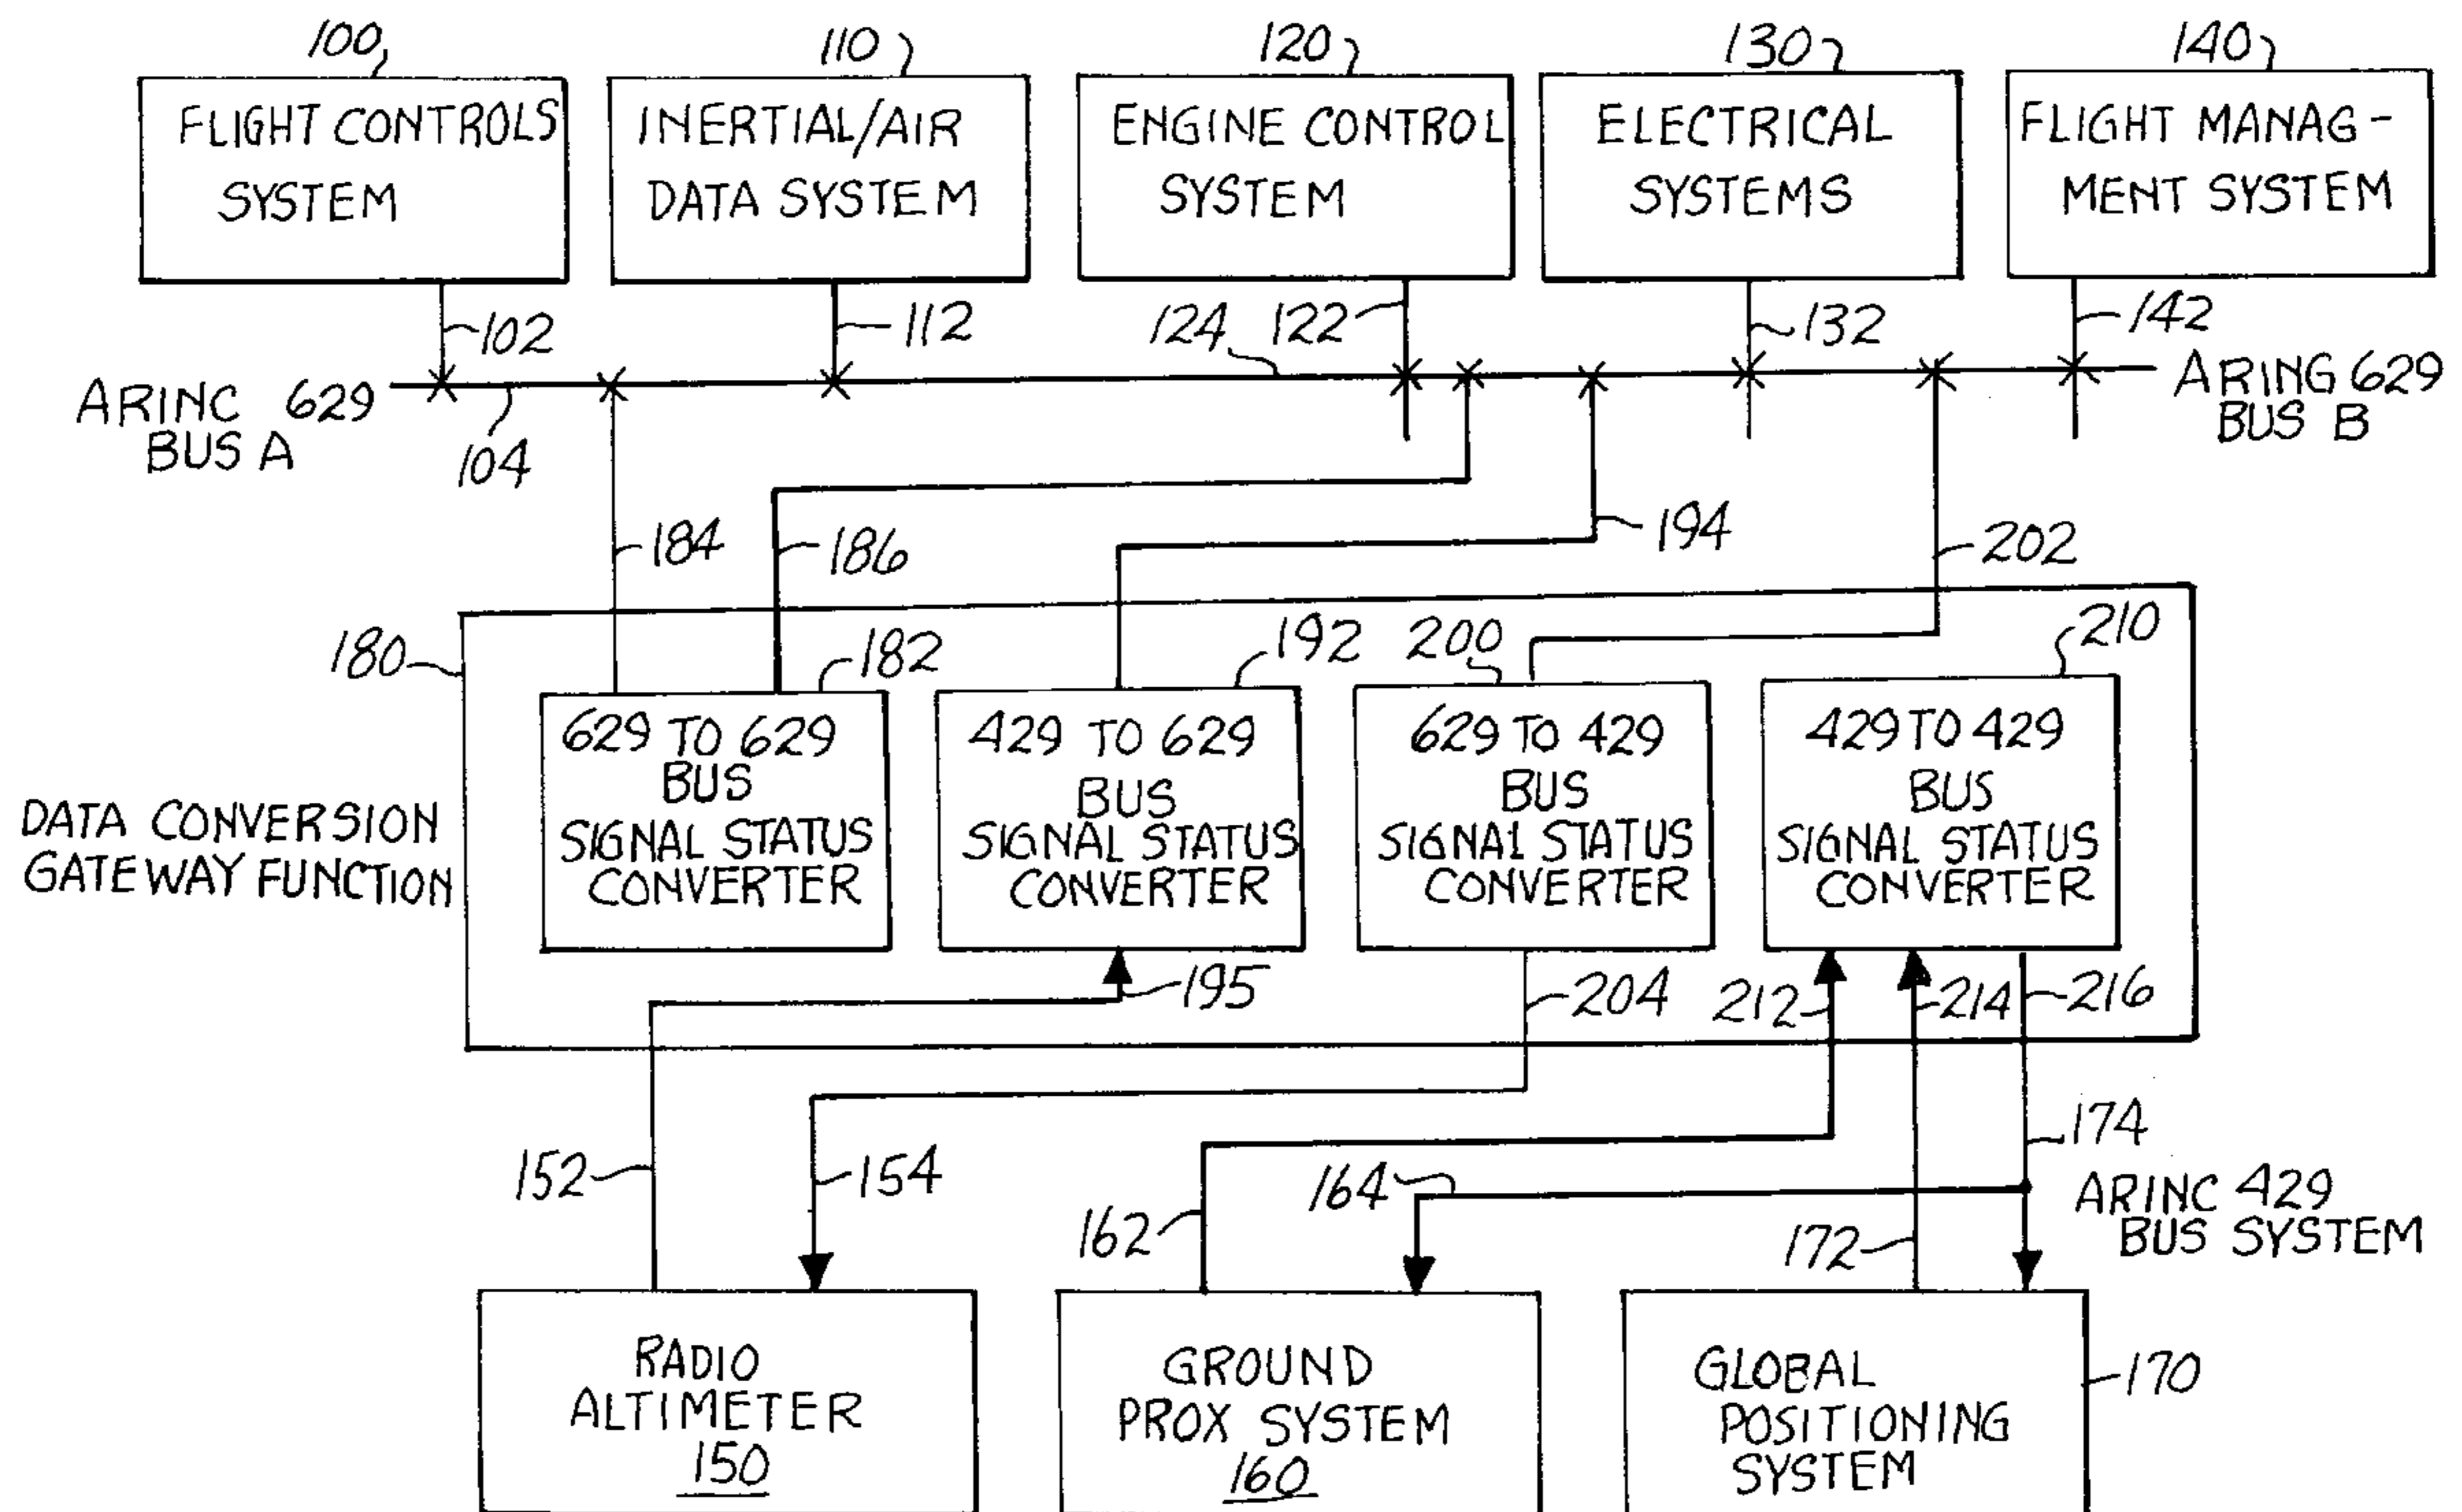 100
110
120
130
140
FLIGHT CONTROLS
SYSTEM
INERTIAL/AIR
DATA SYSTEM
ENGINE CONTROL
SYSTEM
ELECTRICAL
SYSTEMS
FLIGHT MANAG-
MENT SYSTEM
102
112
124
122
132
142
ARINC 629
BUS A
104
ARING 629
BUS B
184
186
194
202
180
182
192
200
210
629 TO 629
BUS
SIGNAL STATUS
CONVERTER
429 TO 629
BUS
SIGNAL STATUS
CONVERTER
629 TO 429
BUS
SIGNAL STATUS
CONVERTER
429 TO 429
BUS
SIGNAL STATUS
CONVERTER
DATA CONVERSION
GATEWAY FUNCTION
195
204
212
214
216
152
154
162
164
172
174
ARINC 429
BUS SYSTEM
RADIO
ALTIMETER
150
GROUND
PROX SYSTEM
160
GLOBAL
POSITIONING
SYSTEM
170